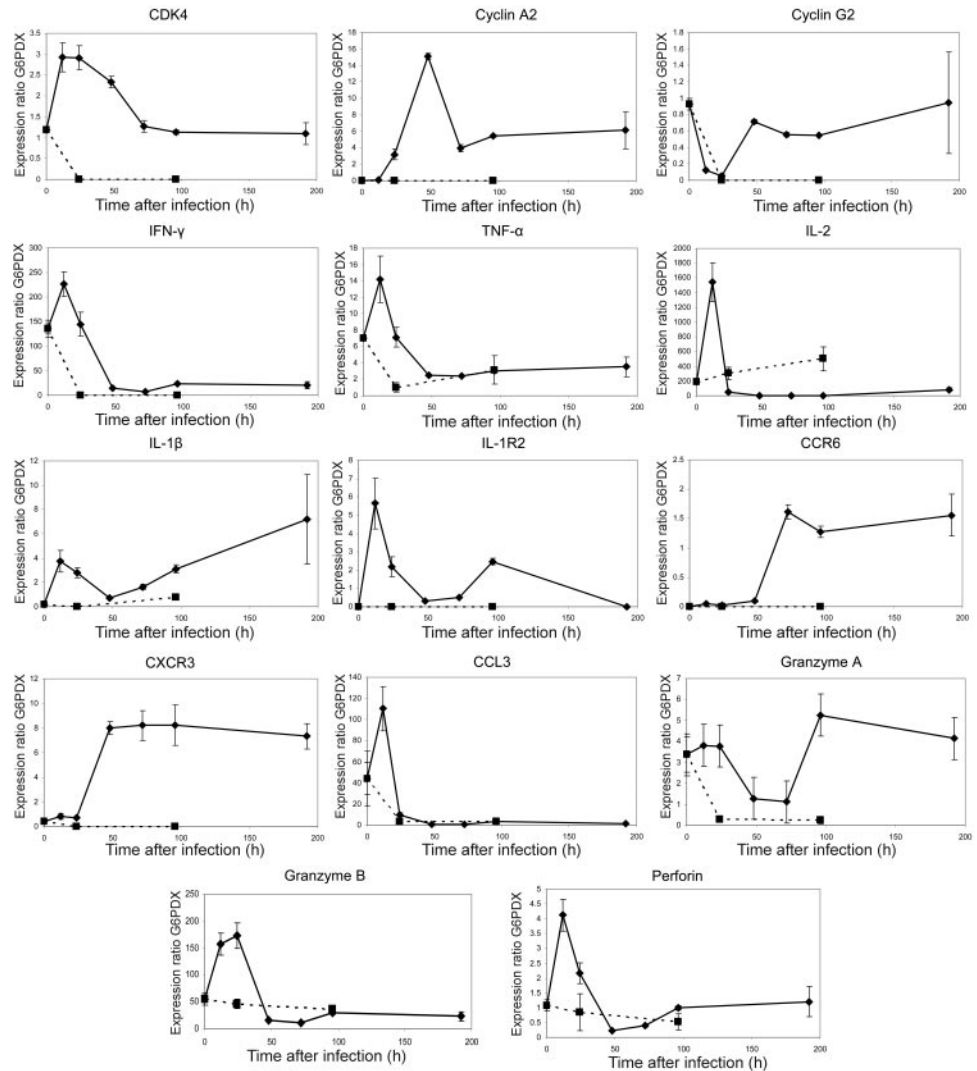 CDK4
Expression ratio G6PDX
3.5
3
2.5
2
1.5
1
0.5
0
0 50 100 150 200
Time after infection (h)
Cyclin A2
Expression ratio G6PDX
16
14
12
10
8
6
4
2
0
0 50 100 150 200
Time after infection (h)
Cyclin G2
Expression ratio G6PDX
1.8
1.6
1.4
1.2
1
0.8
0.6
0.4
0.2
0
0 50 100 150 200
Time after infection (h)
IFN-γ
Expression ratio G6PDX
300
250
200
150
100
50
0
0 50 100 150 200
Time after infection (h)
TNF-α
Expression ratio G6PDX
18
16
14
12
10
8
6
4
2
0
0 50 100 150 200
Time after infection (h)
IL-2
Expression ratio G6PDX
2000
1800
1600
1400
1200
1000
800
600
400
200
0
0 50 100 150 200
Time after infection (h)
IL-1β
Expression ratio G6PDX
12
10
8
6
4
2
0
0 50 100 150 200
Time after infection (h)
IL-1R2
Expression ratio G6PDX
8
7
6
5
4
3
2
1
0
0 50 100 150 200
Time after infection (h)
CCR6
Expression ratio G6PDX
2.5
2
1.5
1
0.5
0
0 50 100 150 200
Time after infection (h)
CXCR3
Expression ratio G6PDX
12
10
8
6
4
2
0
0 50 100 150 200
Time after infection (h)
CCL3
Expression ratio G6PDX
140
120
100
80
60
40
20
0
0 50 100 150 200
Time after infection (h)
Granzyme A
Expression ratio G6PDX
7
6
5
4
3
2
1
0
0 50 100 150 200
Time after infection (h)
Granzyme B
Expression ratio G6PDX
250
200
150
100
50
0
0 50 100 150 200
Time after infection (h)
Perforin
Expression ratio G6PDX
5
4.5
4
3.5
3
2.5
2
1.5
1
0.5
0
0 50 100 150 200
Time after infection (h)